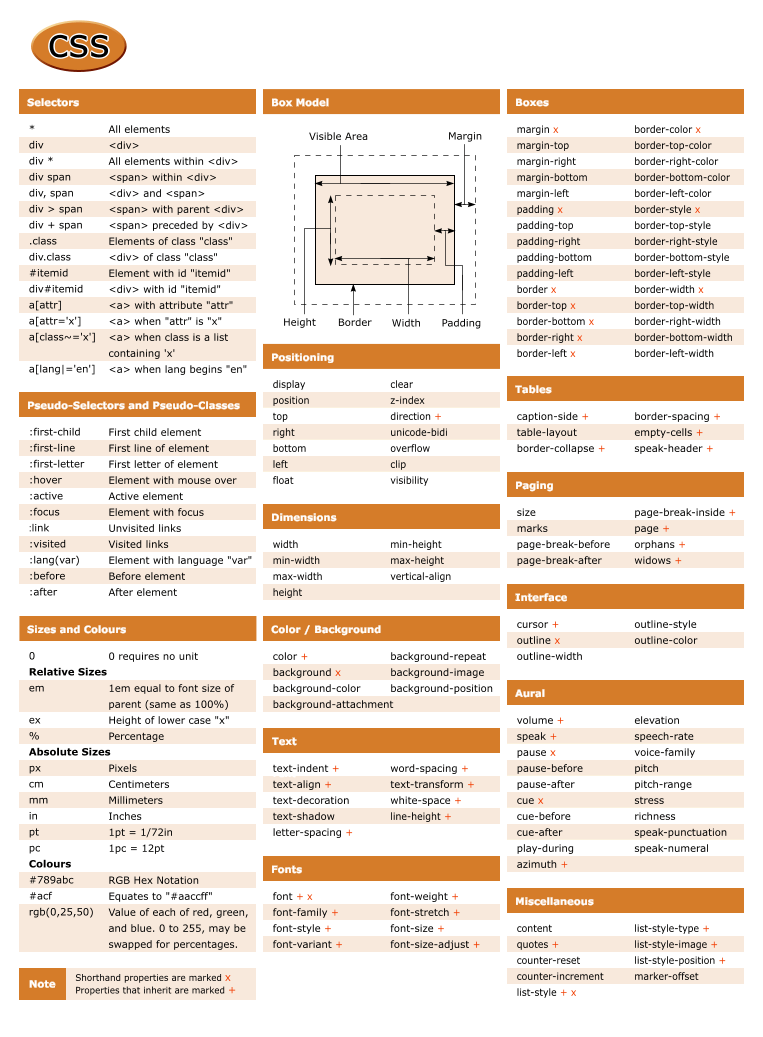 CSS
Selectors
* All elements
div <div>
div * All elements within <div>
div span <span> within <div>
div, span <div> and <span>
div > span <span> with parent <div>
div + span <span> preceded by <div>
.class Elements of class "class"
div.class <div> of class "class"
#itemid Element with id "itemid"
div#itemid <div> with id "itemid"
a[attr] <a> with attribute "attr"
a[attr='x'] <a> when "attr" is "x"
a[class~='x'] <a> when class is a list
containing 'x'
a[lang|='en'] <a> when lang begins "en"
Pseudo-Selectors and Pseudo-Classes
:first-child First child element
:first-line First line of element
:first-letter First letter of element
:hover Element with mouse over
:active Active element
:focus Element with focus
:link Unvisited links
:visited Visited links
:lang(var) Element with language "var"
:before Before element
:after After element
Sizes and Colours
0 0 requires no unit
Relative Sizes
em 1em equal to font size of
parent (same as 100%)
ex Height of lower case "x"
% Percentage
Absolute Sizes
px Pixels
cm Centimeters
mm Millimeters
in Inches
pt 1pt = 1/72in
pc 1pc = 12pt
Colours
#789abc RGB Hex Notation
#acf Equates to "#aaccff"
rgb(0,25,50) Value of each of red, green,
and blue. 0 to 255, may be
swapped for percentages.
Note
Shorthand properties are marked x
Properties that inherit are marked +
Box Model
Visible Area Margin
Height Border Width Padding
Positioning
display clear
position z-index
top direction +
right unicode-bidi
bottom overflow
left clip
float visibility
Dimensions
width min-height
min-width max-height
max-width vertical-align
height
Color / Background
color + background-repeat
background x background-image
background-color background-position
background-attachment
Text
text-indent + word-spacing +
text-align + text-transform +
text-decoration white-space +
text-shadow line-height +
letter-spacing +
Fonts
font + x font-weight +
font-family + font-stretch +
font-style + font-size +
font-variant + font-size-adjust +
Boxes
margin x border-color x
margin-top border-top-color
margin-right border-right-color
margin-bottom border-bottom-color
margin-left border-left-color
padding x border-style x
padding-top border-top-style
padding-right border-right-style
padding-bottom border-bottom-style
padding-left border-left-style
border x border-width x
border-top x border-top-width
border-bottom x border-right-width
border-right x border-bottom-width
border-left x border-left-width
Tables
caption-side + border-spacing +
table-layout empty-cells +
border-collapse + speak-header +
Paging
size page-break-inside +
marks page +
page-break-before orphans +
page-break-after widows +
Interface
cursor + outline-style
outline x outline-color
outline-width
Aural
volume + elevation
speak + speech-rate
pause x voice-family
pause-before pitch
pause-after pitch-range
cue x stress
cue-before richness
cue-after speak-punctuation
play-during speak-numeral
azimuth +
Miscellaneous
content list-style-type +
quotes + list-style-image +
counter-reset list-style-position +
counter-increment marker-offset
list-style + x